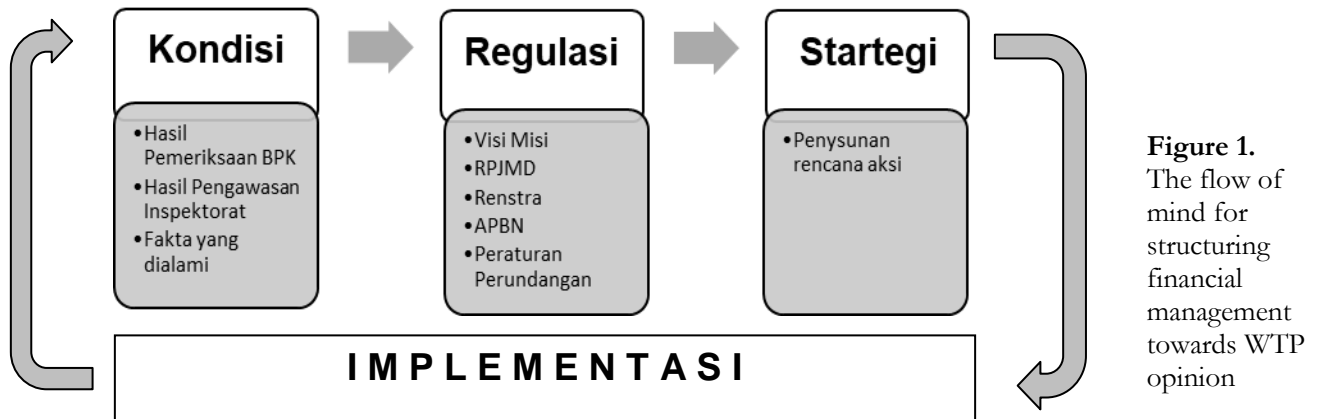 Kondisi
•Hasil
Pemeriksaan BPK
•Hasil Pengawasan
Inspektorat
•Fakta yang
dialami
Regulasi
•Visi Misi
•RPJMD
•Renstra
•APBN
•Peraturan
Perundangan
Startegi
•Penysunan
rencana aksi
I M P L E M E N T A S I
Figure 1.
The flow of
mind for
structuring
financial
management
towards WTP
opinion